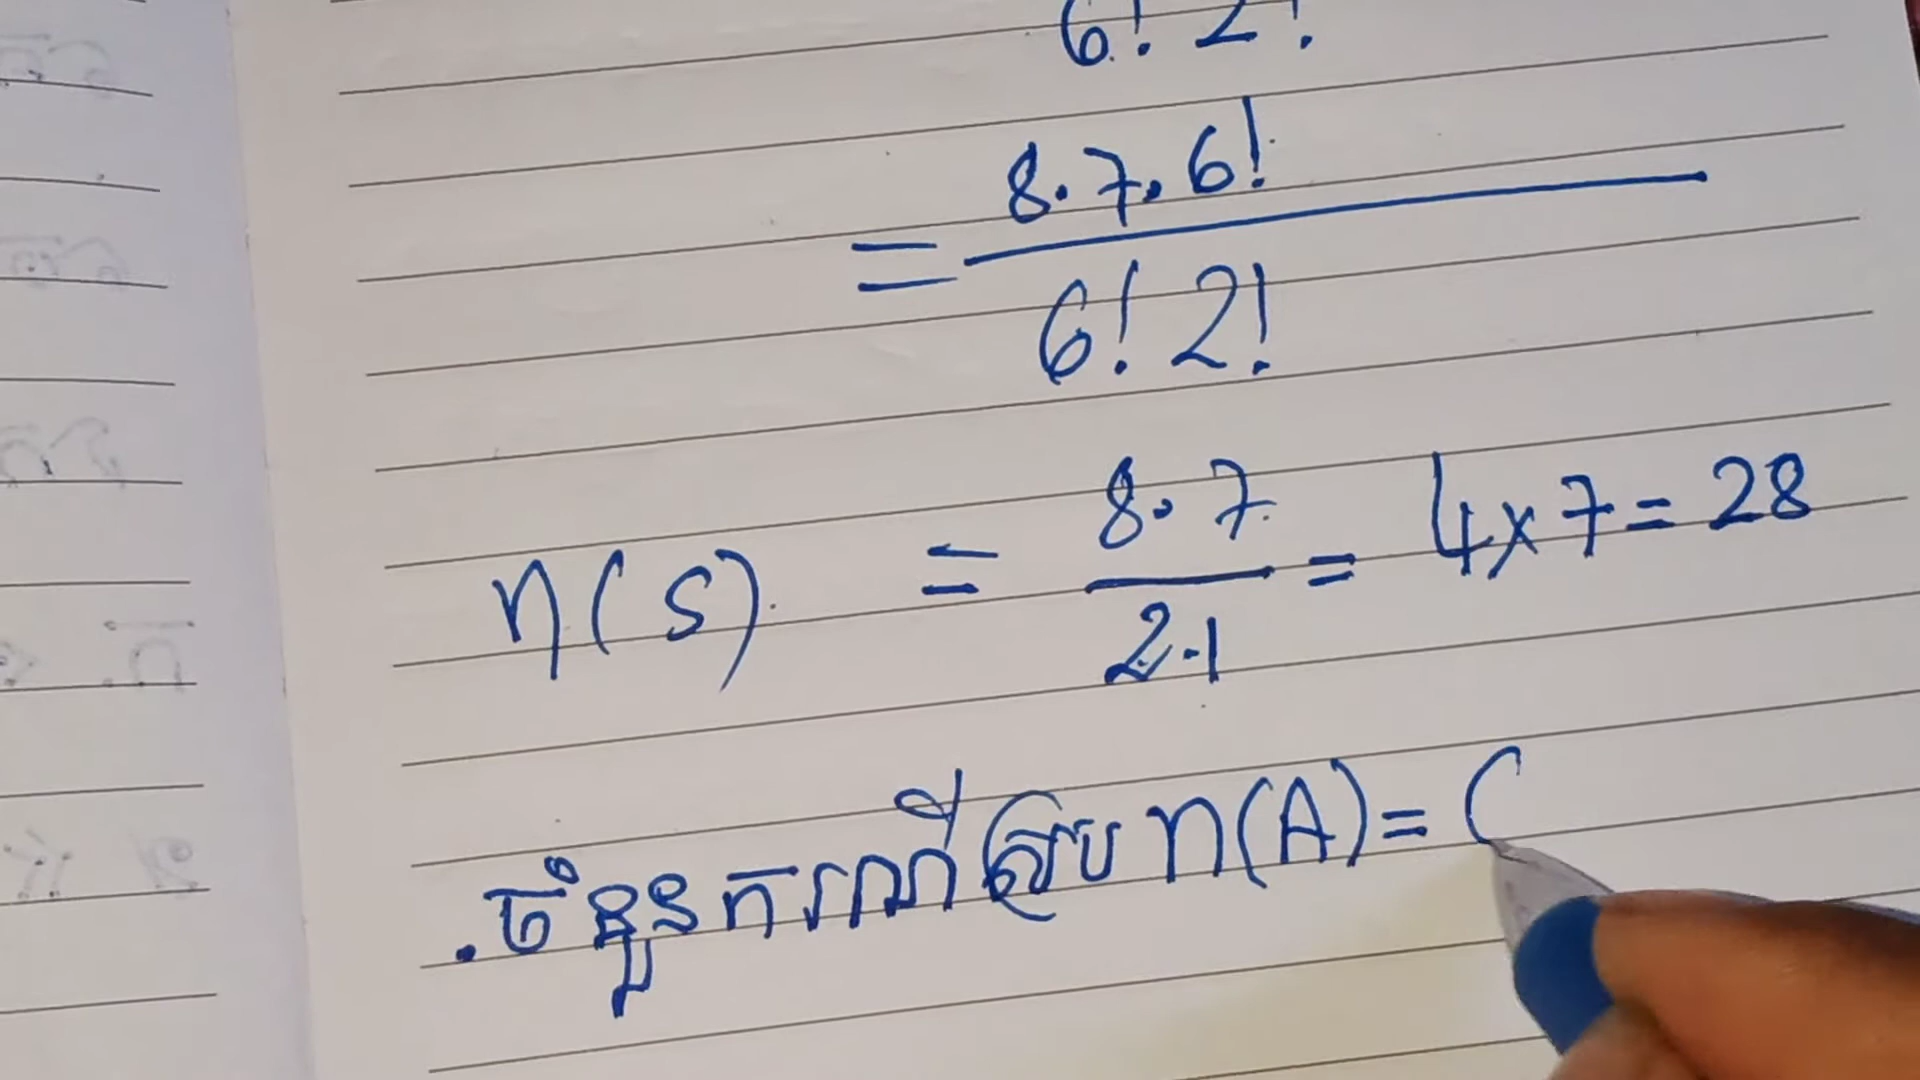 6! 2!
= 8.7.6! / 6! 2!
n(S) = 8.7 / 2.1 = 4x7 = 28
. ចំនួនករណីស្រប n(A) = C